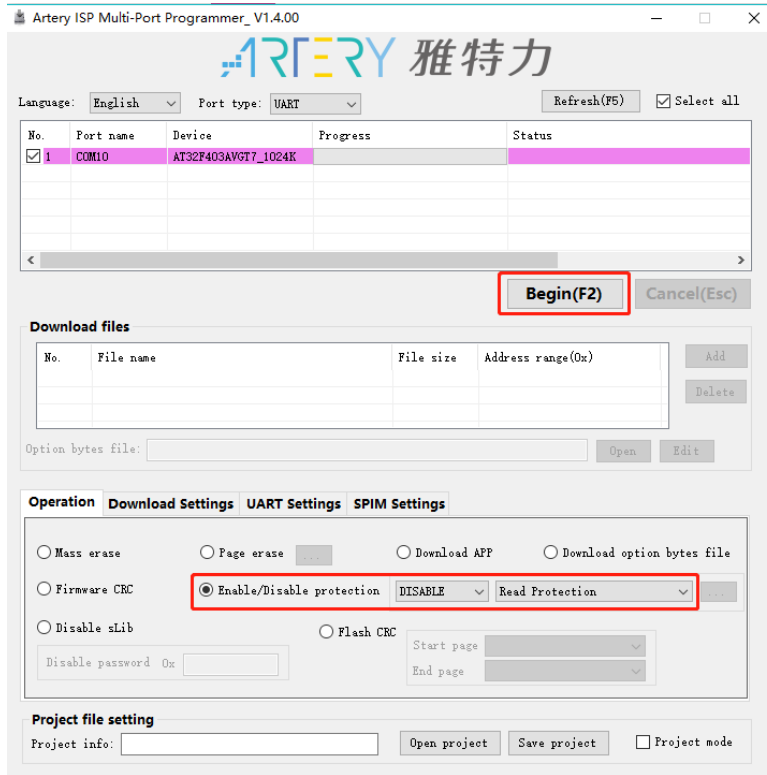 Artery ISP Multi-Port Programmer_ V1.4.00
ARTERY 雅特力
Language: English Port type: UART Refresh(F5) Select all
No. Port name Device Progress Status
1 COM10 AT32F403AVGT7_1024K
Begin(F2) Cancel(Esc)
Download files
No. File name File size Address range(0x)
Add
Delete
Option bytes file: Open Edit
Operation Download Settings UART Settings SPIM Settings
Mass erase Page erase ... Download APP Download option bytes file
Firmware CRC Enable/Disable protection DISABLE Read Protection ...
Disable sLib Flash CRC Start page
Disable password 0x End page
Project file setting
Project info: Open project Save project Project mode